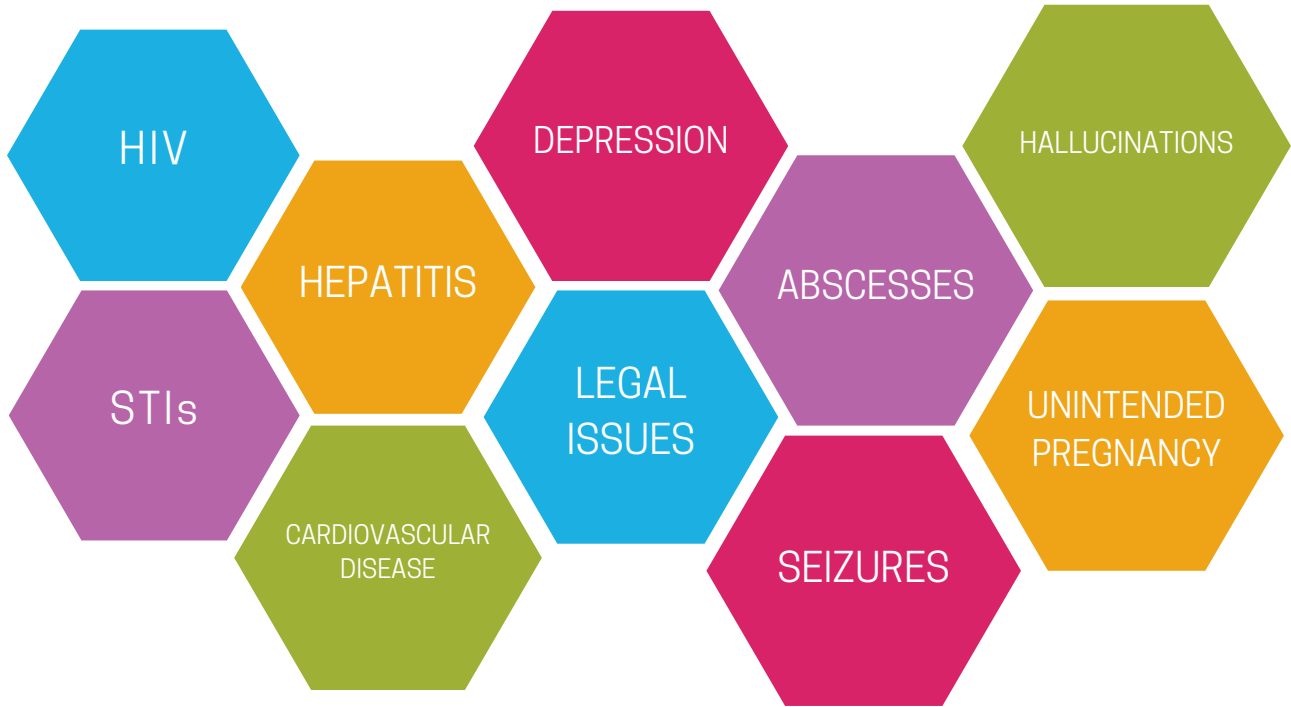 HIV
DEPRESSION
HALLUCINATIONS
HEPATITIS
ABSCESSES
STIs
LEGAL
ISSUES
UNINTENDED
PREGNANCY
CARDIOVASCULAR
DISEASE
SEIZURES